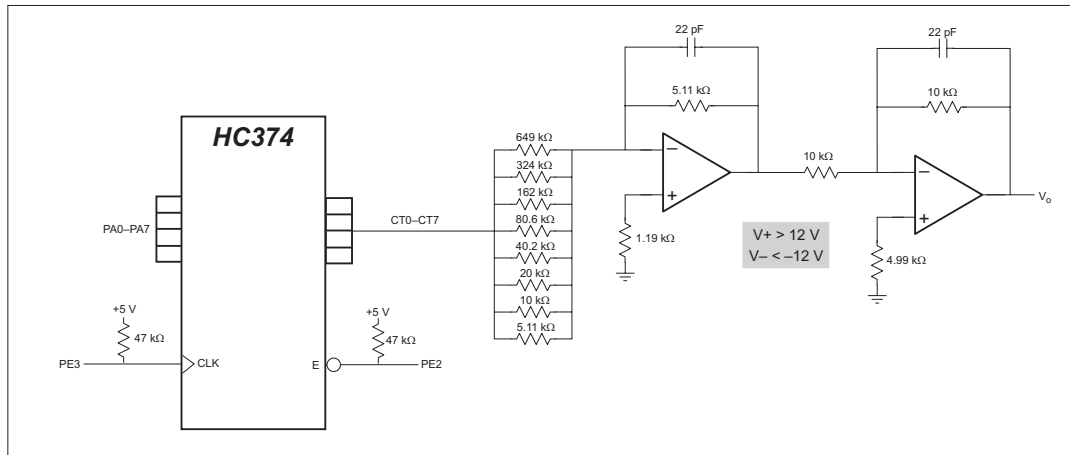 22 pF
22 pF
5.11 kΩ
10 kΩ
HC374
649 kΩ
324 kΩ
162 kΩ
80.6 kΩ
40.2 kΩ
20 kΩ
10 kΩ
5.11 kΩ
PA0–PA7
CT0–CT7
−
+
10 kΩ
−
+
Vo
1.19 kΩ
V+ > 12 V
V– < –12 V
4.99 kΩ
+5 V
47 kΩ
+5 V
47 kΩ
PE3
CLK
E
PE2